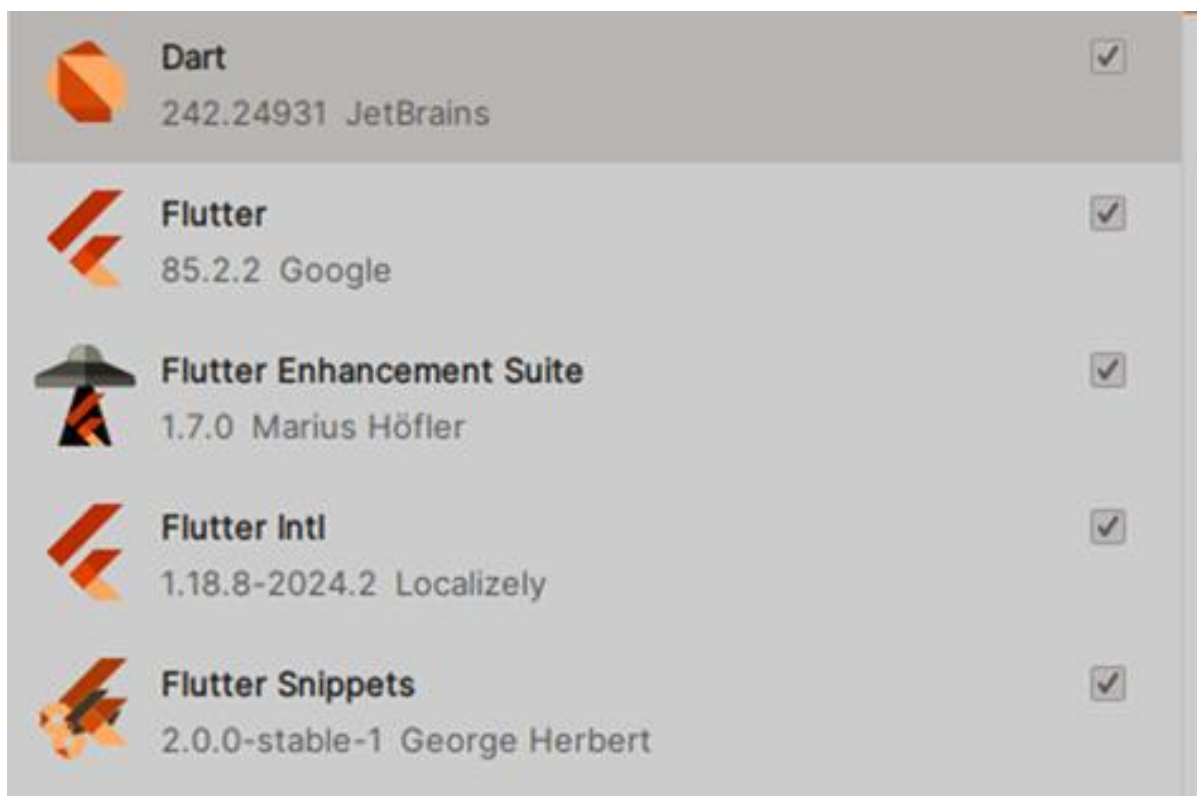 Dart
242.24931 JetBrains
Flutter
85.2.2 Google
Flutter Enhancement Suite
1.7.0 Marius Höfler
Flutter Intl
1.18.8-2024.2 Localizely
Flutter Snippets
2.0.0-stable-1 George Herbert